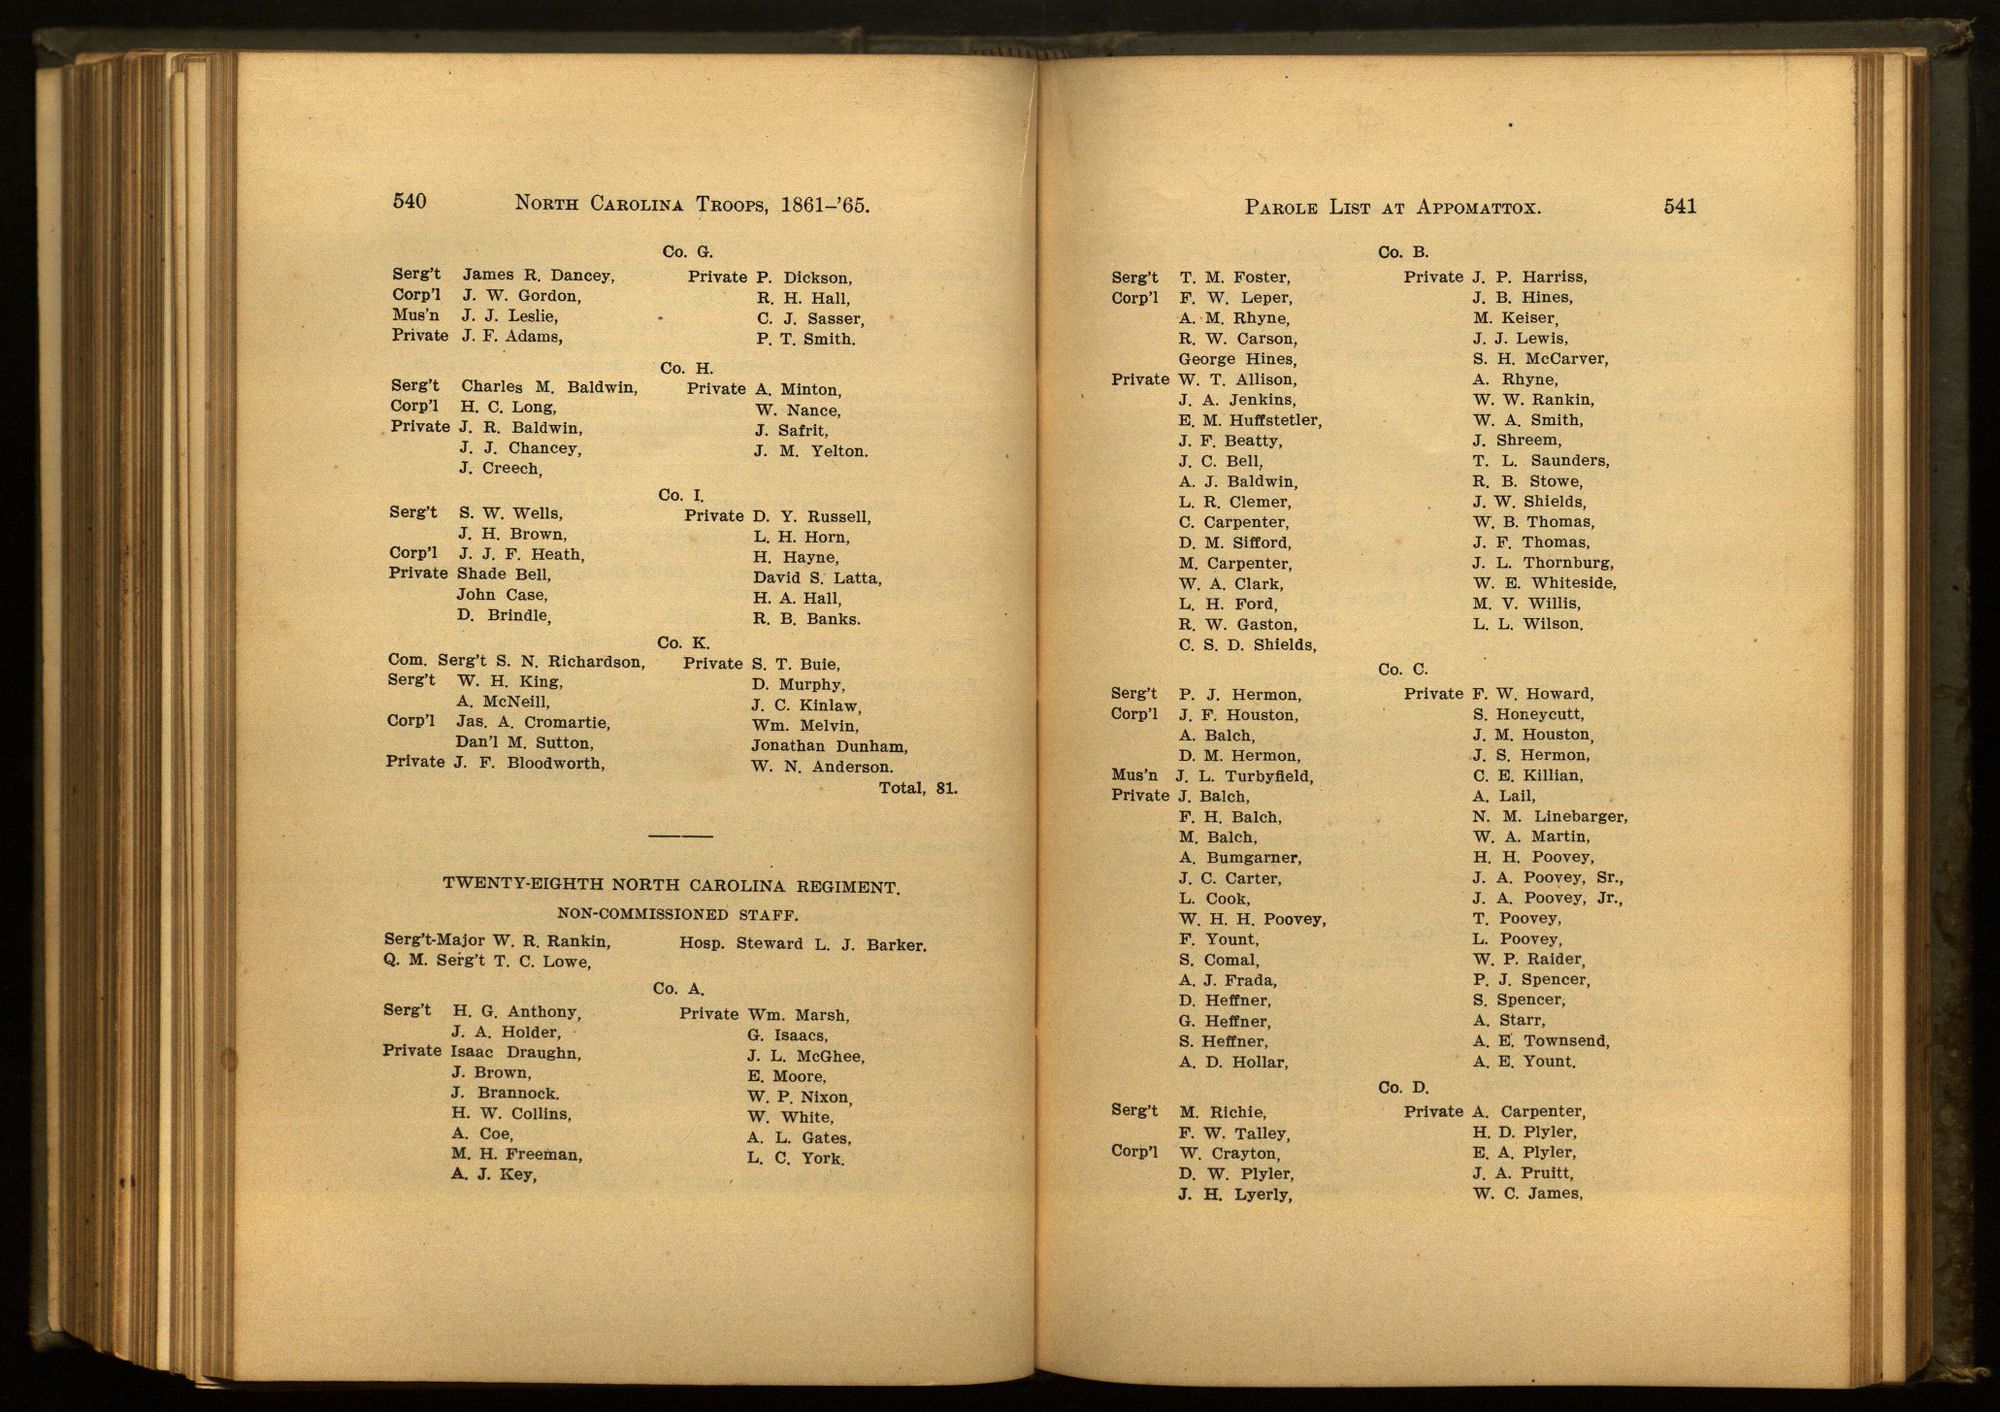 540 NORTH CAROLINA TROOPS, 1861–'65.
Co. G.
Serg't James R. Dancey,
Corp'l J. W. Gordon,
Mus'n J. J. Leslie,
Private J. F. Adams,
Private P. Dickson,
R. H. Hall,
C. J. Sasser,
P. T. Smith.
Co. H.
Serg't Charles M. Baldwin,
Corp'l H. C. Long,
Private J. R. Baldwin,
J. J. Chancey,
J. Creech,
Private A. Minton,
W. Nance,
J. Safrit,
J. M. Yelton.
Co. I.
Serg't S. W. Wells,
J. H. Brown,
Corp'l J. J. F. Heath,
Private Shade Bell,
John Case,
D. Brindle,
Private D. Y. Russell,
L. H. Horn,
H. Hayne,
David S. Latta,
H. A. Hall,
R. B. Banks.
Co. K.
Com. Serg't S. N. Richardson,
Serg't W. H. King,
A. McNeill,
Corp'l Jas. A. Cromartie,
Dan'l M. Sutton,
Private J. F. Bloodworth,
Private S. T. Buie,
D. Murphy,
J. C. Kinlaw,
Wm. Melvin,
Jonathan Dunham,
W. N. Anderson.
Total, 81.
TWENTY-EIGHTH NORTH CAROLINA REGIMENT.
NON-COMMISSIONED STAFF.
Serg't-Major W. R. Rankin,
Q. M. Serg't T. C. Lowe,
Hosp. Steward L. J. Barker.
Co. A.
Serg't H. G. Anthony,
J. A. Holder,
Private Isaac Draughn,
J. Brown,
J. Brannock.
H. W. Collins,
A. Coe,
M. H. Freeman,
A. J. Key,
Private Wm. Marsh,
G. Isaacs,
J. L. McGhee,
E. Moore,
W. P. Nixon,
W. White,
A. L. Gates,
L. C. York.
PAROLE LIST AT APPOMATTOX. 541
Co. B.
Serg't T. M. Foster,
Corp'l F. W. Leper,
A. M. Rhyne,
R. W. Carson,
George Hines,
Private W. T. Allison,
J. A. Jenkins,
E. M. Huffstetler,
J. F. Beatty,
J. C. Bell,
A. J. Baldwin,
L. R. Clemer,
C. Carpenter,
D. M. Sifford,
M. Carpenter,
W. A. Clark,
L. H. Ford,
R. W. Gaston,
C. S. D. Shields,
Private J. P. Harriss,
J. B. Hines,
M. Keiser,
J. J. Lewis,
S. H. McCarver,
A. Rhyne,
W. W. Rankin,
W. A. Smith,
J. Shreem,
T. L. Saunders,
R. B. Stowe,
J. W. Shields,
W. B. Thomas,
J. F. Thomas,
J. L. Thornburg,
W. E. Whiteside,
M. V. Willis,
L. L. Wilson.
Co. C.
Serg't P. J. Hermon,
Corp'l J. F. Houston,
A. Balch,
D. M. Hermon,
Mus'n J. L. Turbyfield,
Private J. Balch,
F. H. Balch,
M. Balch,
A. Bumgarner,
J. C. Carter,
L. Cook,
W. H. H. Poovey,
F. Yount,
S. Comal,
A. J. Frada,
D. Heffner,
G. Heffner,
S. Heffner,
A. D. Hollar,
Private F. W. Howard,
S. Honeycutt,
J. M. Houston,
J. S. Hermon,
C. E. Killian,
A. Lail,
N. M. Linebarger,
W. A. Martin,
H. H. Poovey,
J. A. Poovey, Sr.,
J. A. Poovey, Jr.,
T. Poovey,
L. Poovey,
W. P. Raider,
P. J. Spencer,
S. Spencer,
A. Starr,
A. E. Townsend,
A. E. Yount.
Co. D.
Serg't M. Richie,
F. W. Talley,
Corp'l W. Crayton,
D. W. Plyler,
J. H. Lyerly,
Private A. Carpenter,
H. D. Plyler,
E. A. Plyler,
J. A. Pruitt,
W. C. James,